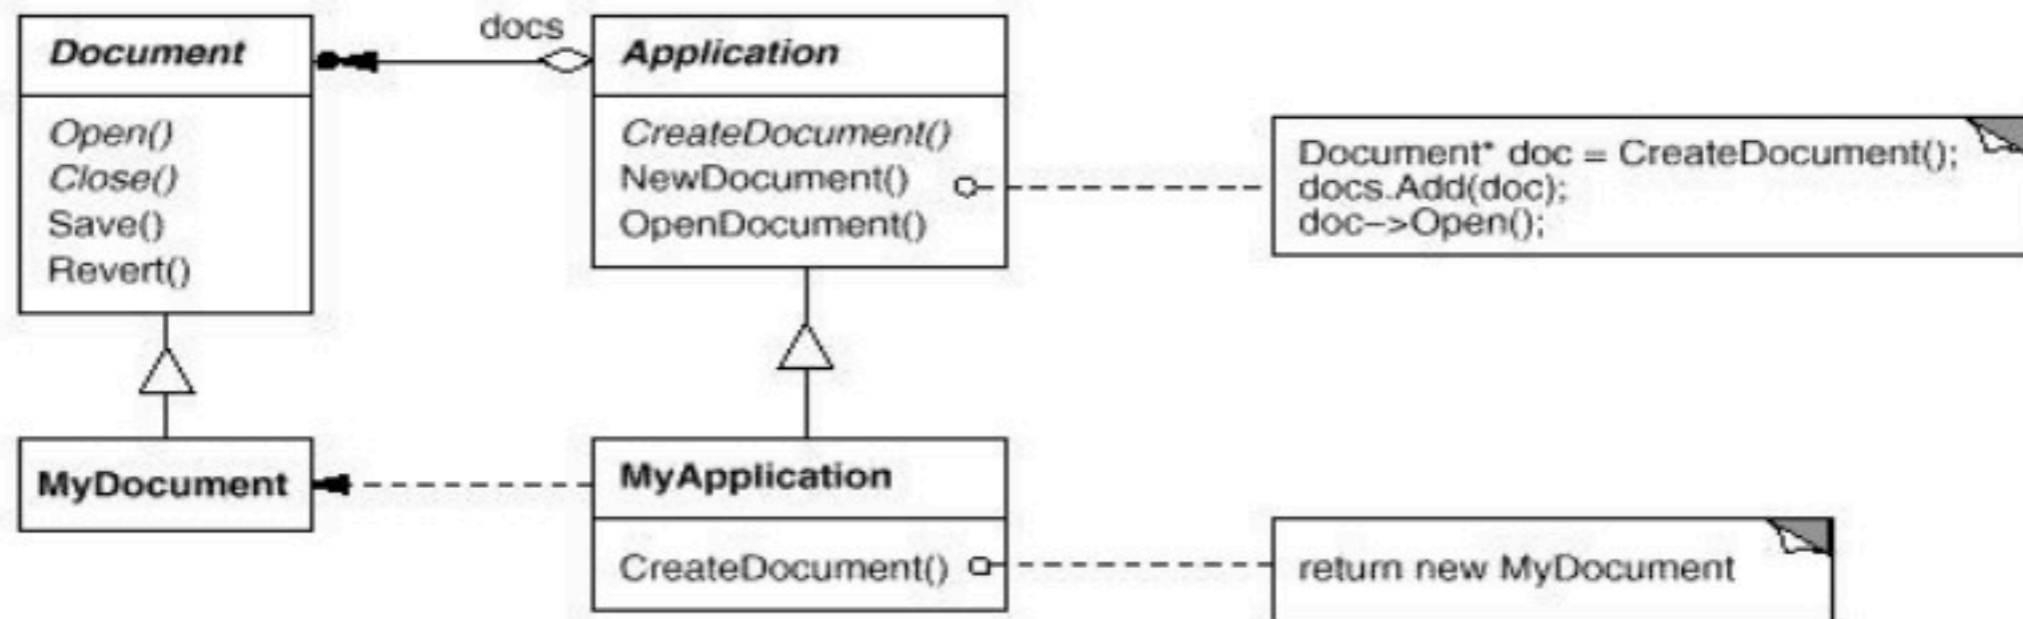 docs
Document
Open()
Close()
Save()
Revert()
Application
CreateDocument()
NewDocument()
OpenDocument()
Document* doc = CreateDocument();
docs.Add(doc);
doc->Open();
MyDocument
MyApplication
CreateDocument()
return new MyDocument